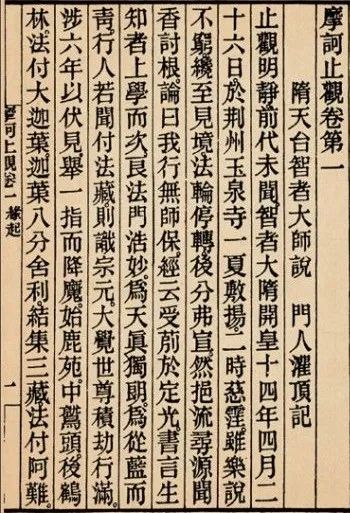 摩訶止觀卷第一
隋天台智者大師說　門人灌頂記
止觀明靜前代未聞。智者大隋開皇十四年四月二
十六日。於荆州玉泉寺一夏敷揚。二時慈霔。雖樂說
不窮。纔至見境法輪停轉。後分弗宣。然挹流尋源。聞
香討根。論曰。我行無師保。經云。受莂於定光。書言。生
知者上。學而次良。法門浩妙。爲天真獨朗。爲從藍而
靑。行人若聞付法藏。則識宗元。大覺世尊積劫行滿。
涉六年以伏見。舉一指而降魔。始鹿苑。中鷲頭。後鶴
林。法付大迦葉。迦葉八分舍利。結集三藏。法付阿難。
摩訶止觀卷一　緣起
一